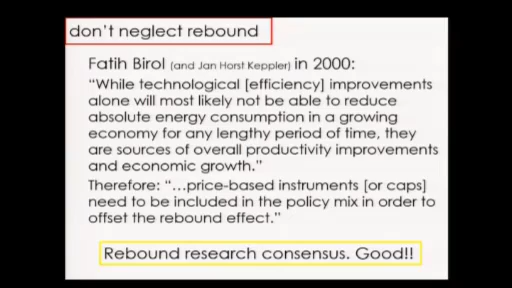 don't neglect rebound
Fatih Birol (and Jan Horst Keppler) in 2000:
"While technological [efficiency] improvements
alone will most likely not be able to reduce
absolute energy consumption in a growing
economy for any lengthy period of time, they
are sources of overall productivity improvements
and economic growth."
Therefore: "…price-based instruments [or caps]
need to be included in the policy mix in order to
offset the rebound effect."
Rebound research consensus. Good!!